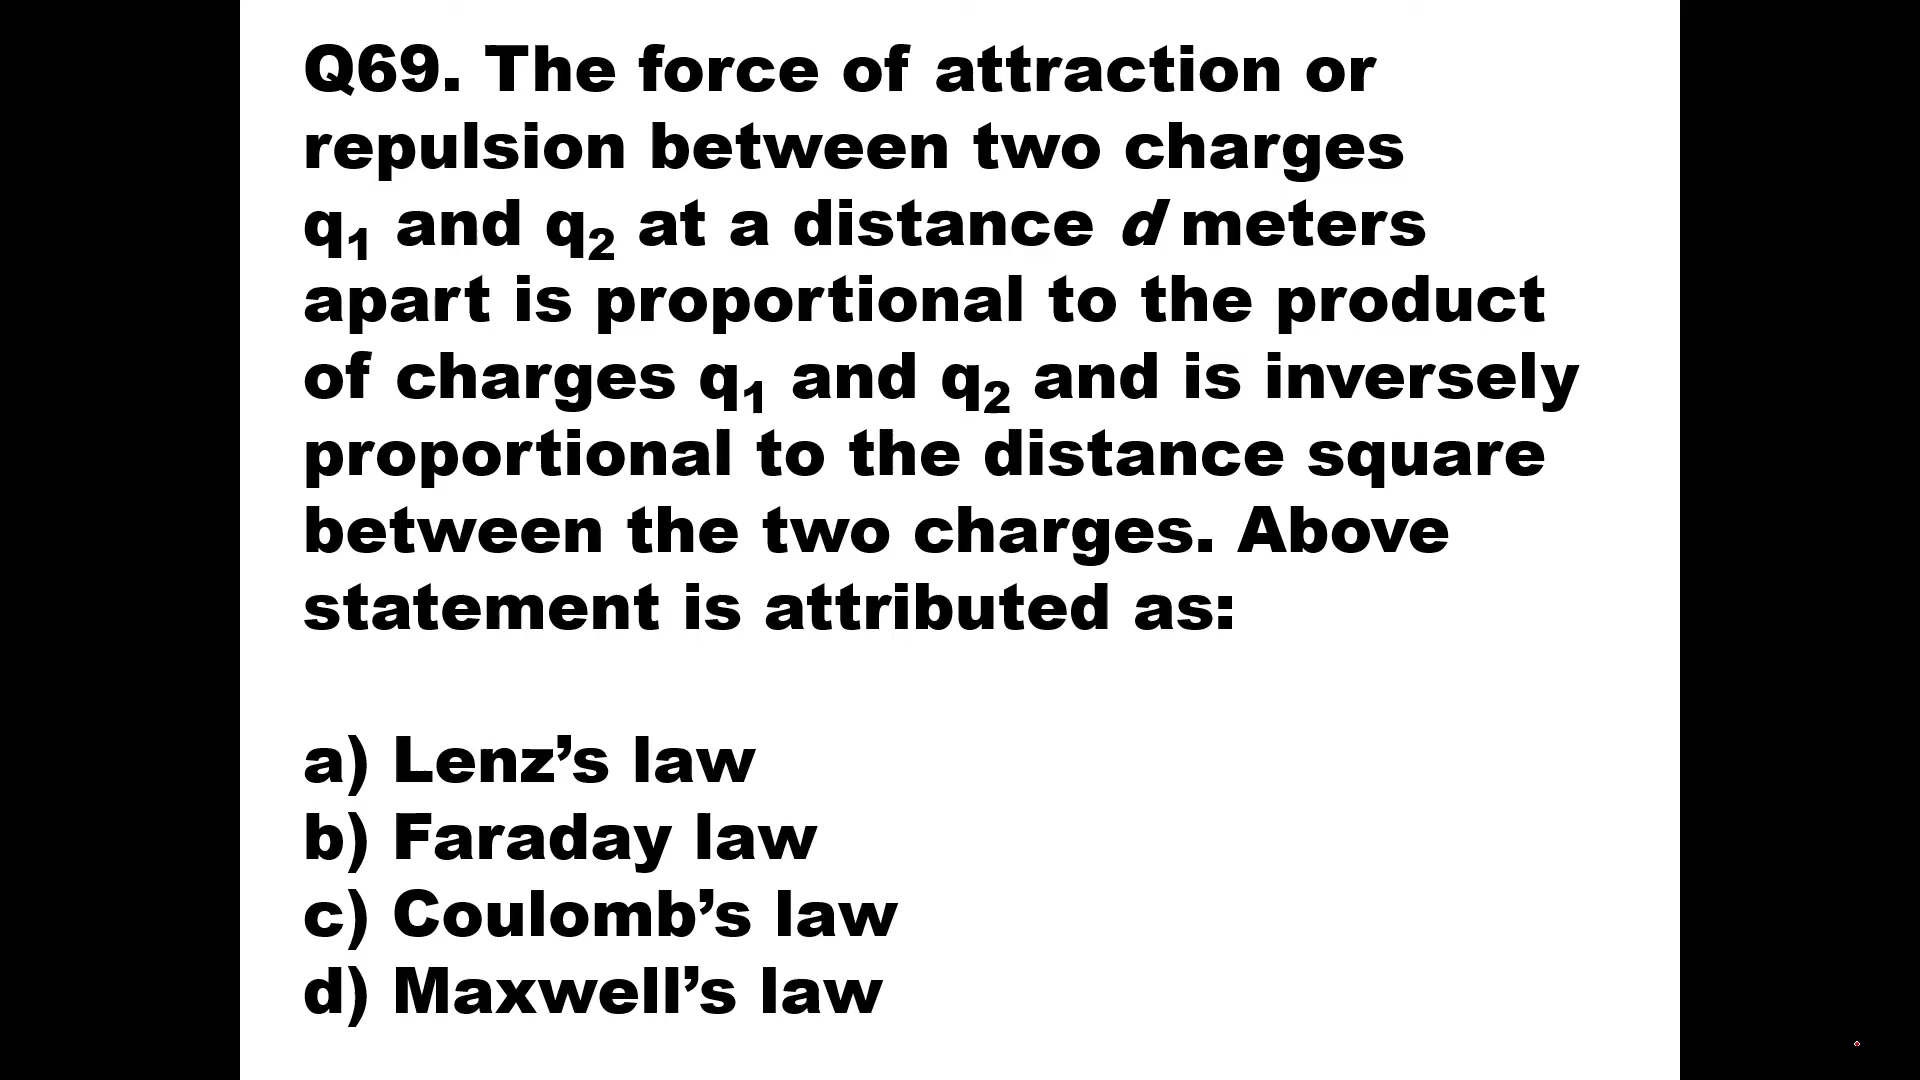 Q69. The force of attraction or
repulsion between two charges
q₁ and q₂ at a distance d meters
apart is proportional to the product
of charges q₁ and q₂ and is inversely
proportional to the distance square
between the two charges. Above
statement is attributed as:
a) Lenz’s law
b) Faraday law
c) Coulomb’s law
d) Maxwell’s law